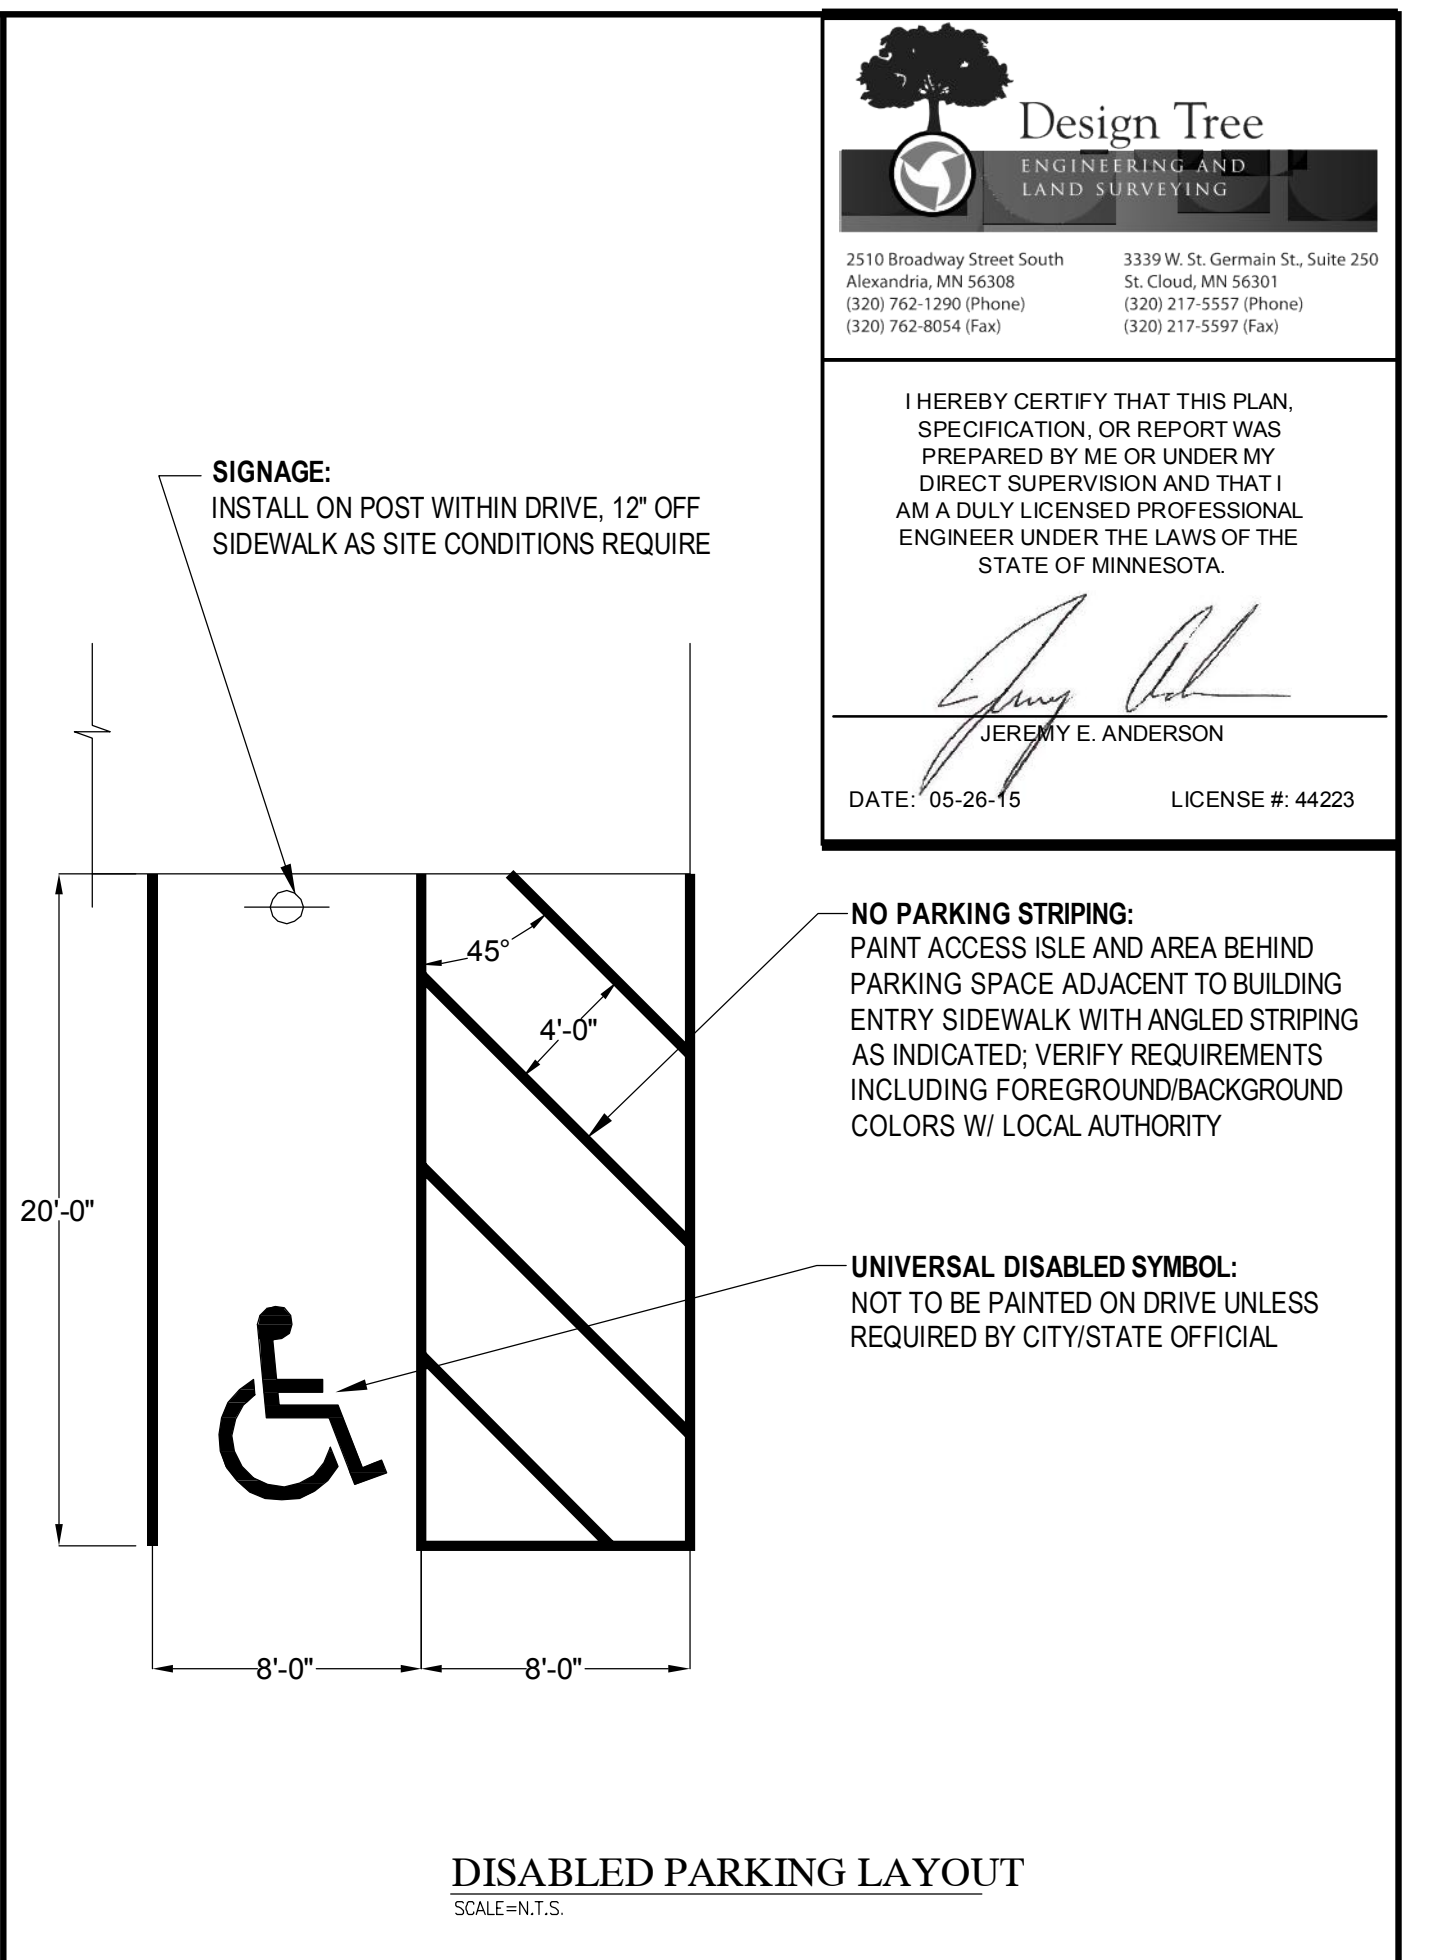 Design Tree
ENGINEERING AND
LAND SURVEYING
2510 Broadway Street South
Alexandria, MN 56308
(320) 762-1290 (Phone)
(320) 762-8054 (Fax)
3339 W. St. Germain St., Suite 250
St. Cloud, MN 56301
(320) 217-5557 (Phone)
(320) 217-5597 (Fax)
I HEREBY CERTIFY THAT THIS PLAN,
SPECIFICATION, OR REPORT WAS
PREPARED BY ME OR UNDER MY
DIRECT SUPERVISION AND THAT I
AM A DULY LICENSED PROFESSIONAL
ENGINEER UNDER THE LAWS OF THE
STATE OF MINNESOTA.
JEREMY E. ANDERSON
DATE: 05-26-15 LICENSE #: 44223
SIGNAGE:
INSTALL ON POST WITHIN DRIVE, 12" OFF
SIDEWALK AS SITE CONDITIONS REQUIRE
NO PARKING STRIPING:
PAINT ACCESS ISLE AND AREA BEHIND
PARKING SPACE ADJACENT TO BUILDING
ENTRY SIDEWALK WITH ANGLED STRIPING
AS INDICATED; VERIFY REQUIREMENTS
INCLUDING FOREGROUND/BACKGROUND
COLORS W/ LOCAL AUTHORITY
45°
4'-0"
20'-0"
UNIVERSAL DISABLED SYMBOL:
NOT TO BE PAINTED ON DRIVE UNLESS
REQUIRED BY CITY/STATE OFFICIAL
8'-0"
8'-0"
DISABLED PARKING LAYOUT
SCALE=N.T.S.